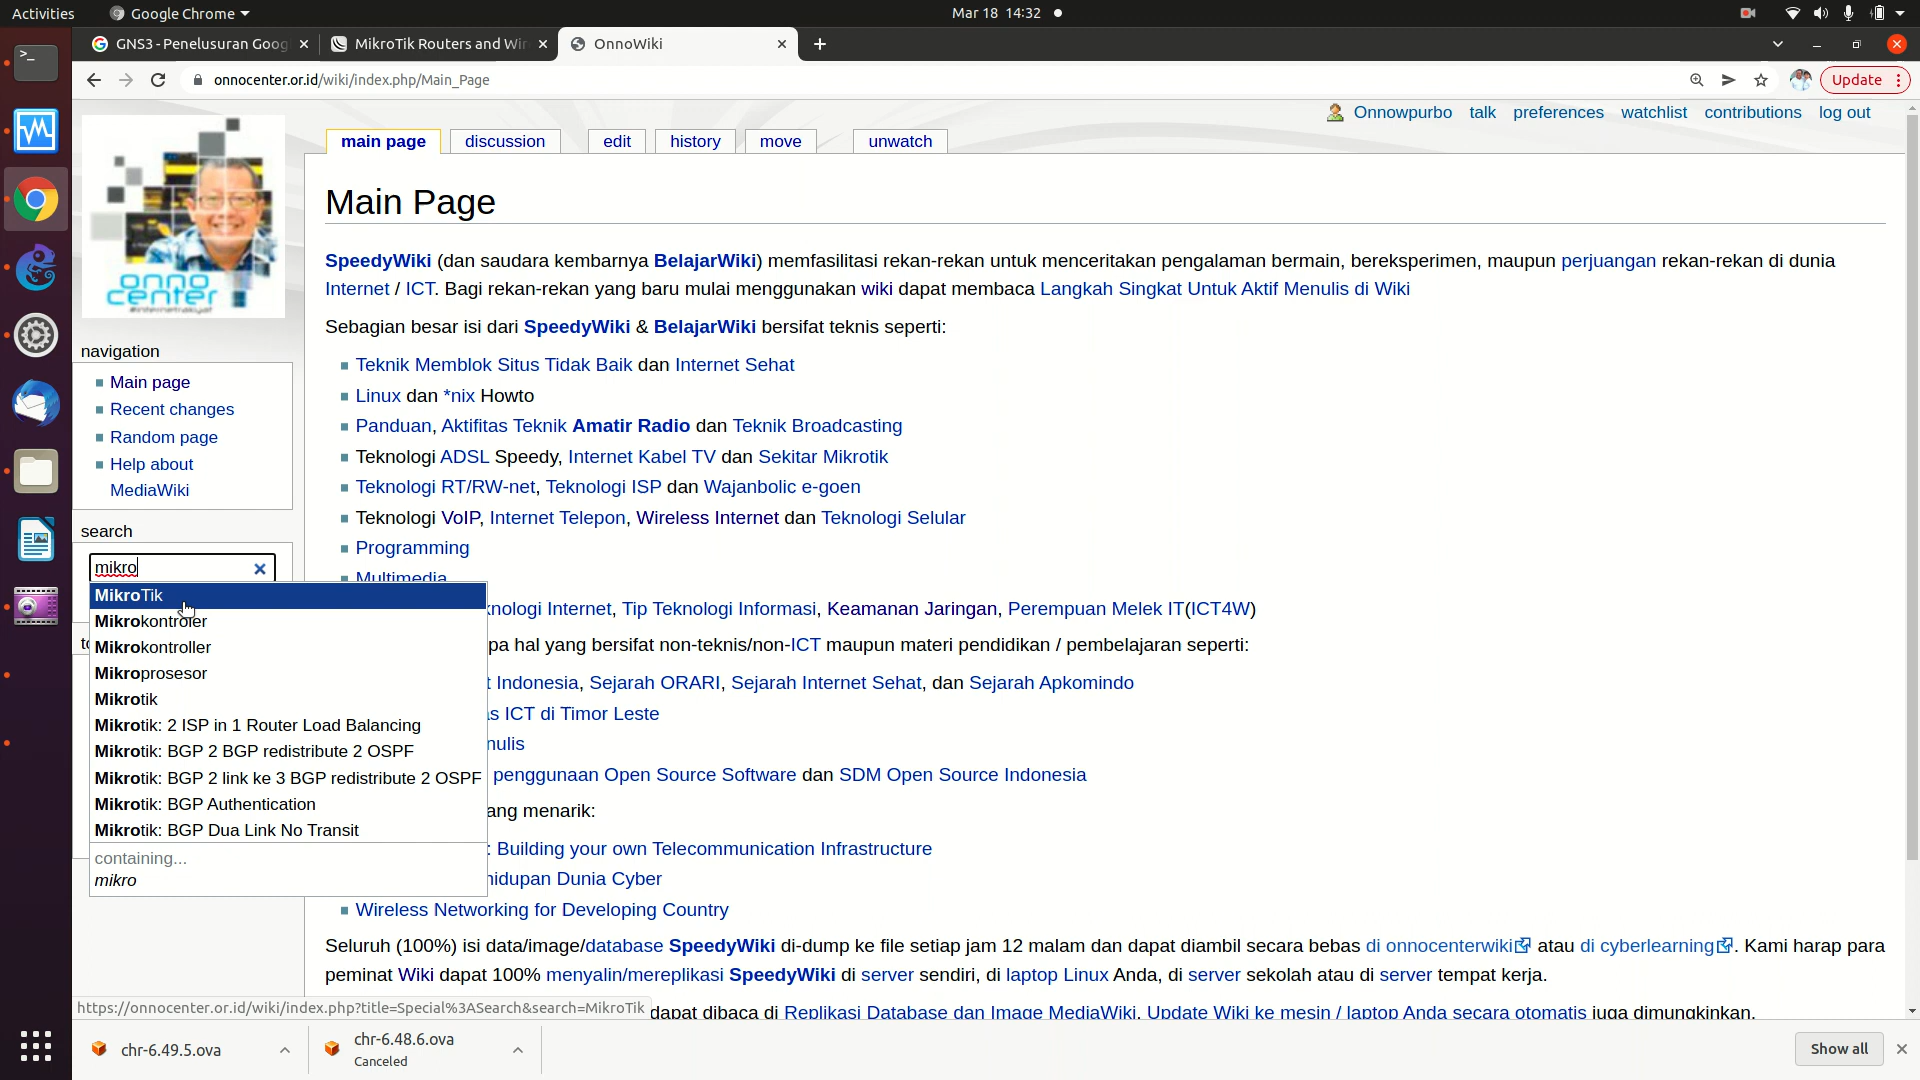 Activities
Google Chrome
Mar 18 14:32
GNS3 - Penelusuran Goog
MikroTik Routers and Wir
OnnoWiki
onnocenter.or.id/wiki/index.php/Main_Page
Update
Onnowpurbo talk preferences watchlist contributions log out
main page discussion edit history move unwatch
onno
center
#internetrakyat
Main Page
SpeedyWiki (dan saudara kembarnya BelajarWiki) memfasilitasi rekan-rekan untuk menceritakan pengalaman bermain, bereksperimen, maupun perjuangan rekan-rekan di dunia
Internet / ICT. Bagi rekan-rekan yang baru mulai menggunakan wiki dapat membaca Langkah Singkat Untuk Aktif Menulis di Wiki
Sebagian besar isi dari SpeedyWiki & BelajarWiki bersifat teknis seperti:
Teknik Memblok Situs Tidak Baik dan Internet Sehat
Linux dan *nix Howto
Panduan, Aktifitas Teknik Amatir Radio dan Teknik Broadcasting
Teknologi ADSL Speedy, Internet Kabel TV dan Sekitar Mikrotik
Teknologi RT/RW-net, Teknologi ISP dan Wajanbolic e-goen
Teknologi VoIP, Internet Telepon, Wireless Internet dan Teknologi Selular
Programming
Multimedia
knologi Internet, Tip Teknologi Informasi, Keamanan Jaringan, Perempuan Melek IT(ICT4W)
pa hal yang bersifat non-teknis/non-ICT maupun materi pendidikan / pembelajaran seperti:
t Indonesia, Sejarah ORARI, Sejarah Internet Sehat, dan Sejarah Apkomindo
as ICT di Timor Leste
nulis
penggunaan Open Source Software dan SDM Open Source Indonesia
ang menarik:
: Building your own Telecommunication Infrastructure
hidupan Dunia Cyber
Wireless Networking for Developing Country
Seluruh (100%) isi data/image/database SpeedyWiki di-dump ke file setiap jam 12 malam dan dapat diambil secara bebas di onnocenterwiki atau di cyberlearning. Kami harap para
peminat Wiki dapat 100% menyalin/mereplikasi SpeedyWiki di server sendiri, di laptop Linux Anda, di server sekolah atau di server tempat kerja.
dapat dibaca di Replikasi Database dan Image MediaWiki. Update Wiki ke mesin / laptop Anda secara otomatis juga dimungkinkan.
navigation
Main page
Recent changes
Random page
Help about
MediaWiki
search
mikro
to
MikroTik
Mikrokontroler
Mikrokontroller
Mikroprosesor
Mikrotik
Mikrotik: 2 ISP in 1 Router Load Balancing
Mikrotik: BGP 2 BGP redistribute 2 OSPF
Mikrotik: BGP 2 link ke 3 BGP redistribute 2 OSPF
Mikrotik: BGP Authentication
Mikrotik: BGP Dua Link No Transit
containing...
mikro
https://onnocenter.or.id/wiki/index.php?title=Special%3ASearch&search=MikroTik
chr-6.49.5.ova
chr-6.48.6.ova
Canceled
Show all